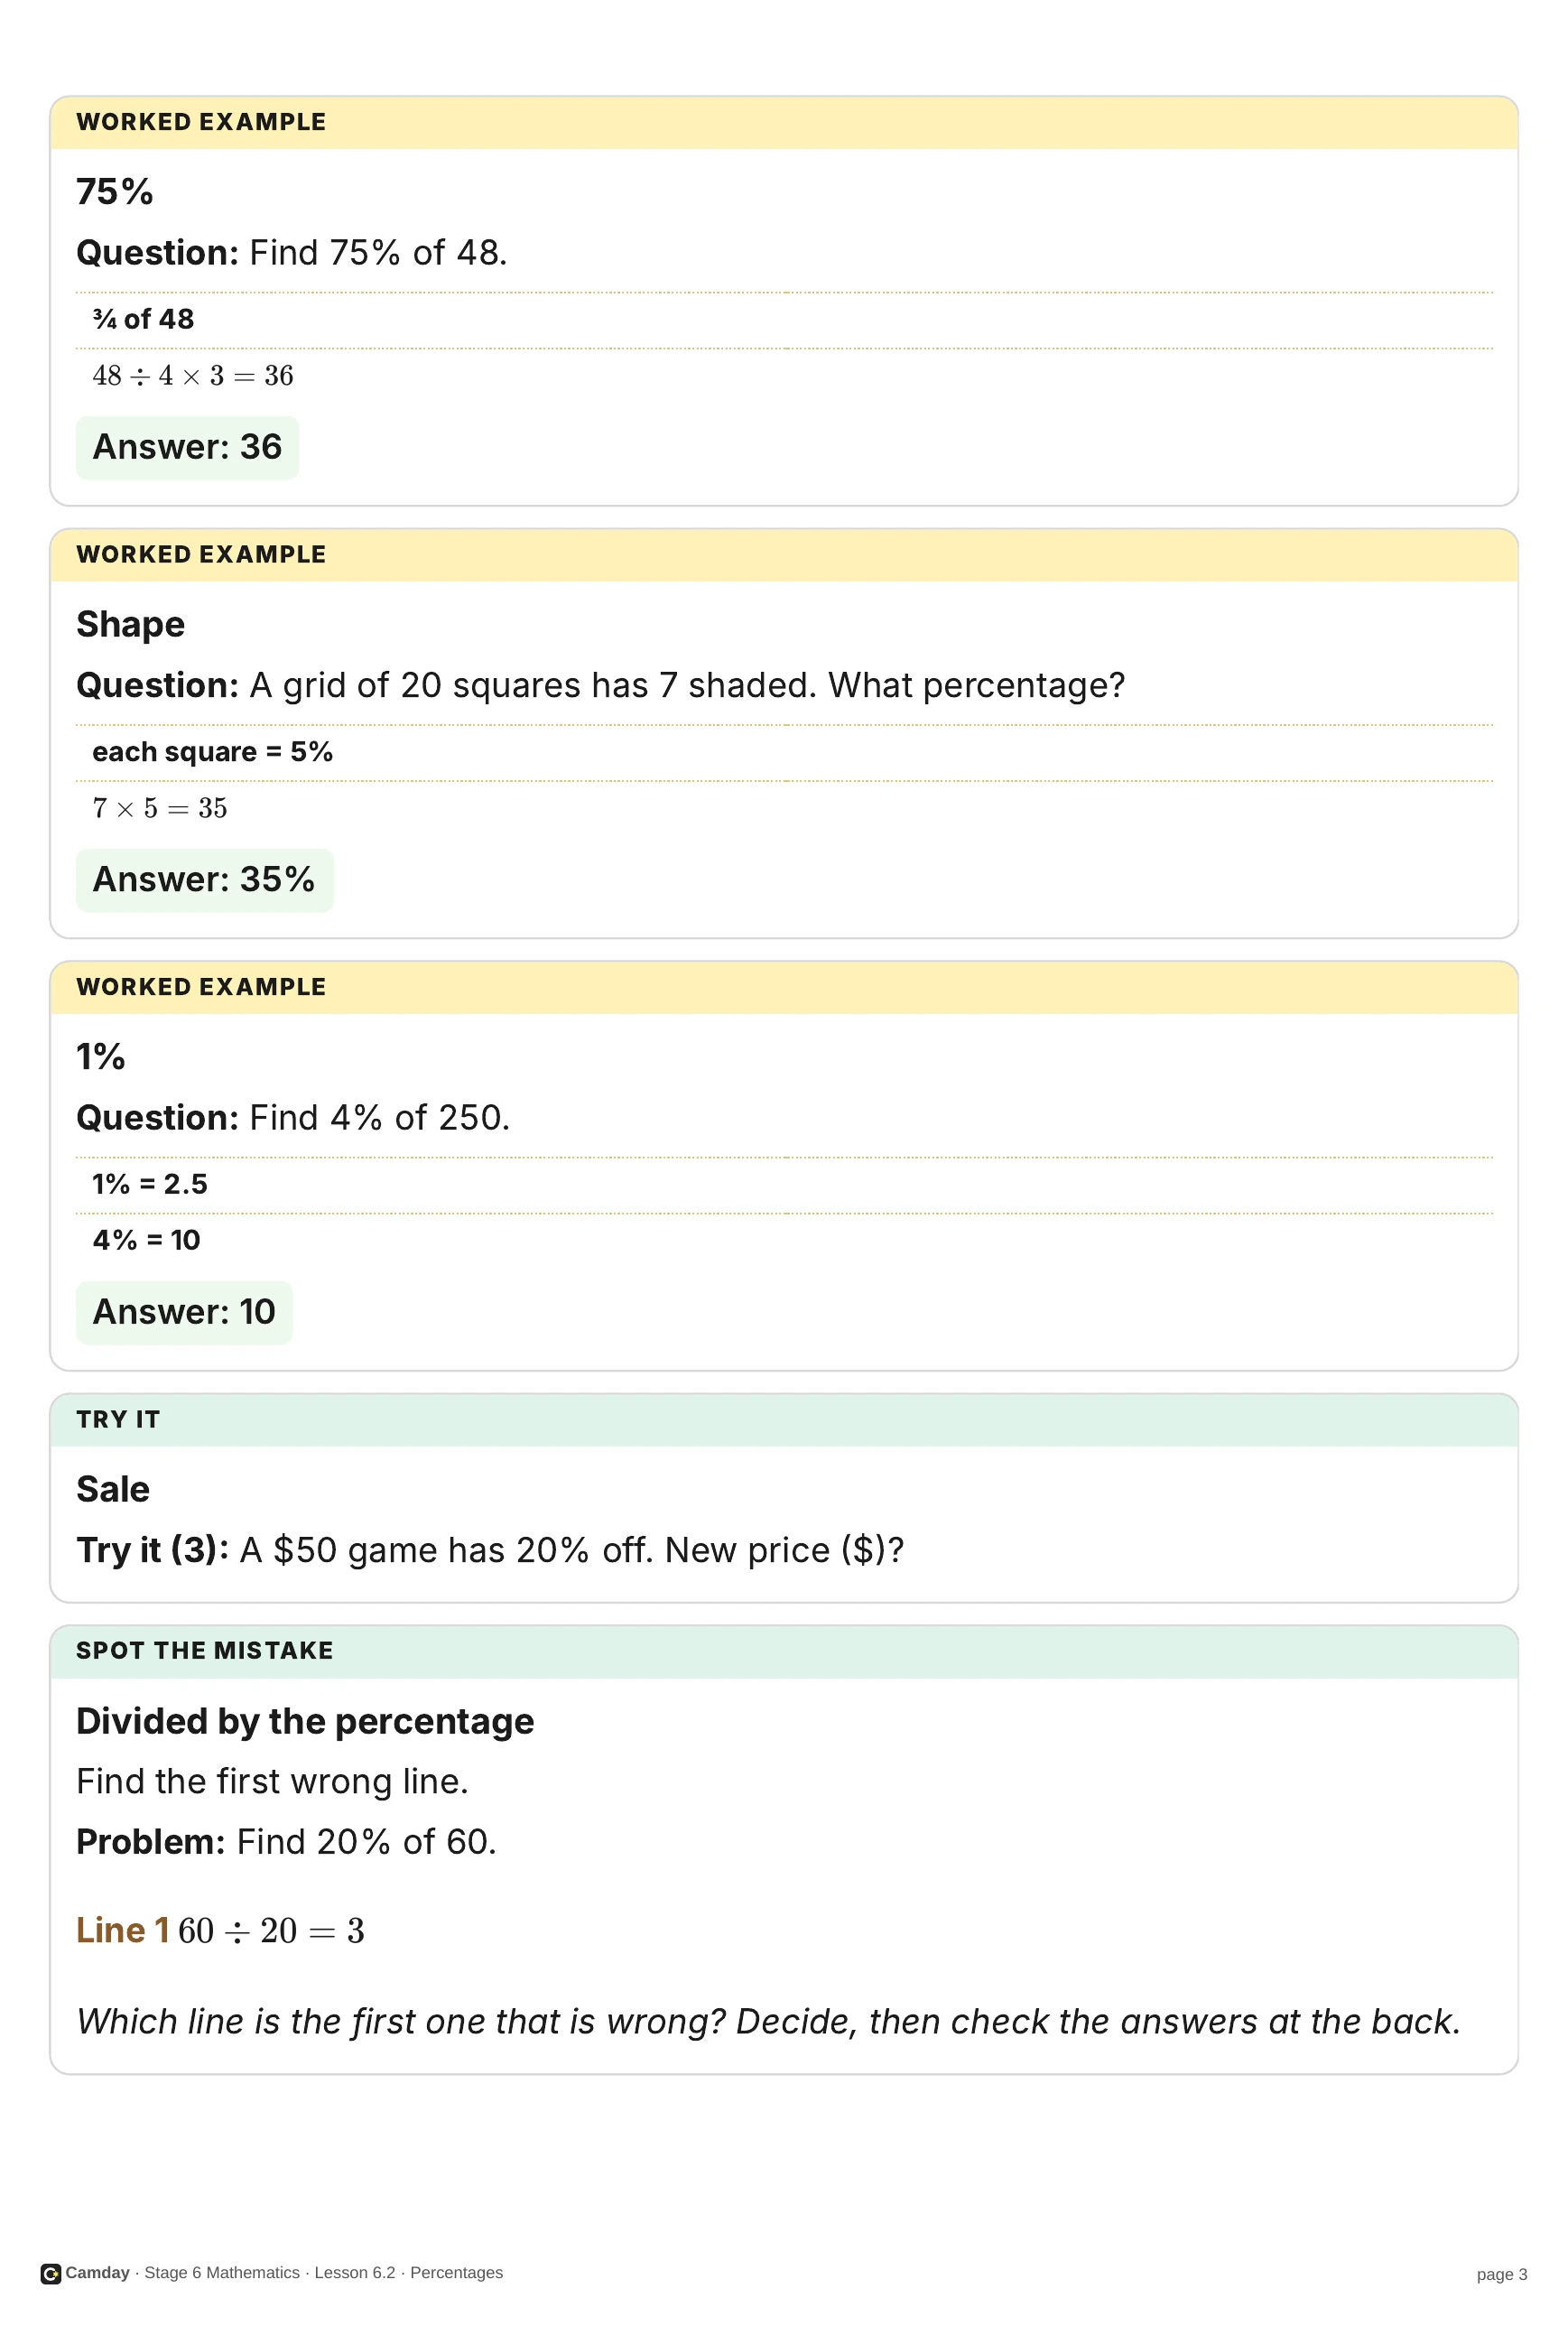 WORKED EXAMPLE
75%
Question: Find 75% of 48.
¾ of 48
48 ÷ 4 × 3 = 36
Answer: 36
WORKED EXAMPLE
Shape
Question: A grid of 20 squares has 7 shaded. What percentage?
each square = 5%
7 × 5 = 35
Answer: 35%
WORKED EXAMPLE
1%
Question: Find 4% of 250.
1% = 2.5
4% = 10
Answer: 10
TRY IT
Sale
Try it (3): A $50 game has 20% off. New price ($)?
SPOT THE MISTAKE
Divided by the percentage
Find the first wrong line.
Problem: Find 20% of 60.
Line 1 60 ÷ 20 = 3
Which line is the first one that is wrong? Decide, then check the answers at the back.
Camday · Stage 6 Mathematics · Lesson 6.2 · Percentages
page 3